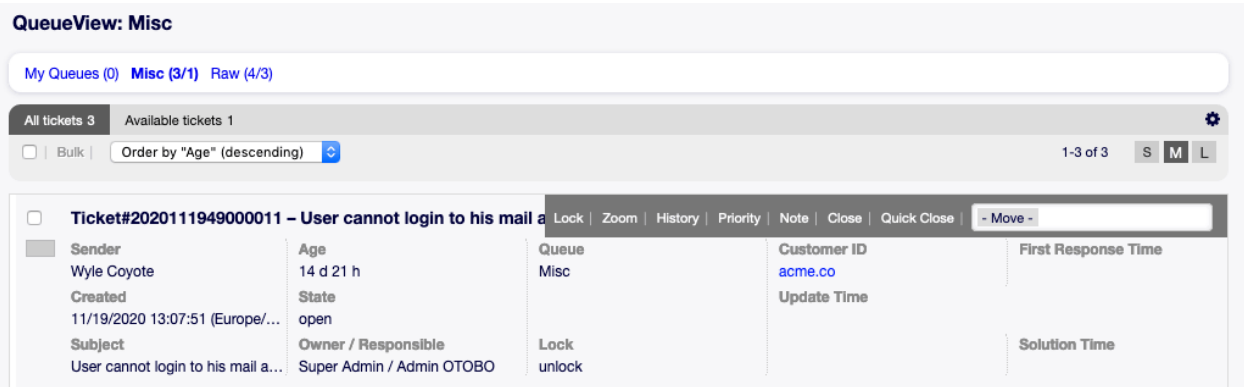 QueueView: Misc
My Queues (0) Misc (3/1) Raw (4/3)
All tickets 3 Available tickets 1
Bulk | Order by "Age" (descending) 1-3 of 3 S M L
Ticket#2020111949000011 – User cannot login to his mail a Lock | Zoom | History | Priority | Note | Close | Quick Close | - Move -
Sender Age Queue Customer ID First Response Time
Wyle Coyote 14 d 21 h Misc acme.co
Created State Update Time
11/19/2020 13:07:51 (Europe/... open
Subject Owner / Responsible Lock Solution Time
User cannot login to his mail a... Super Admin / Admin OTOBO unlock